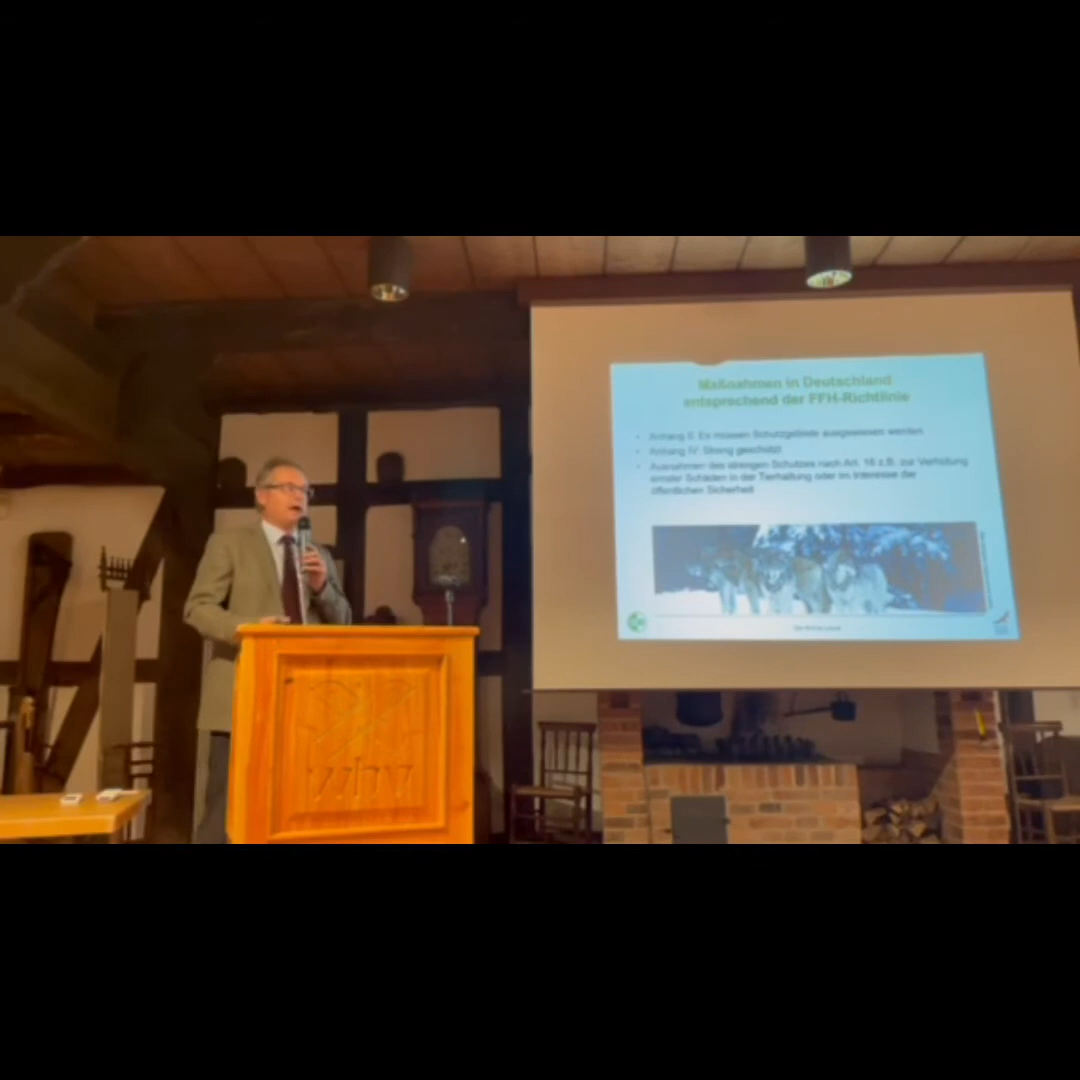 Maßnahmen in Deutschland
entsprechend der FFH-Richtlinie
• Anhang II: Es müssen Schutzgebiete ausgewiesen werden
• Anhang IV: Streng geschützt
• Ausnahmen des strengen Schutzes nach Art. 16 z.B. zur Verhütung
ernster Schäden in der Tierhaltung oder im Interesse der
öffentlichen Sicherheit